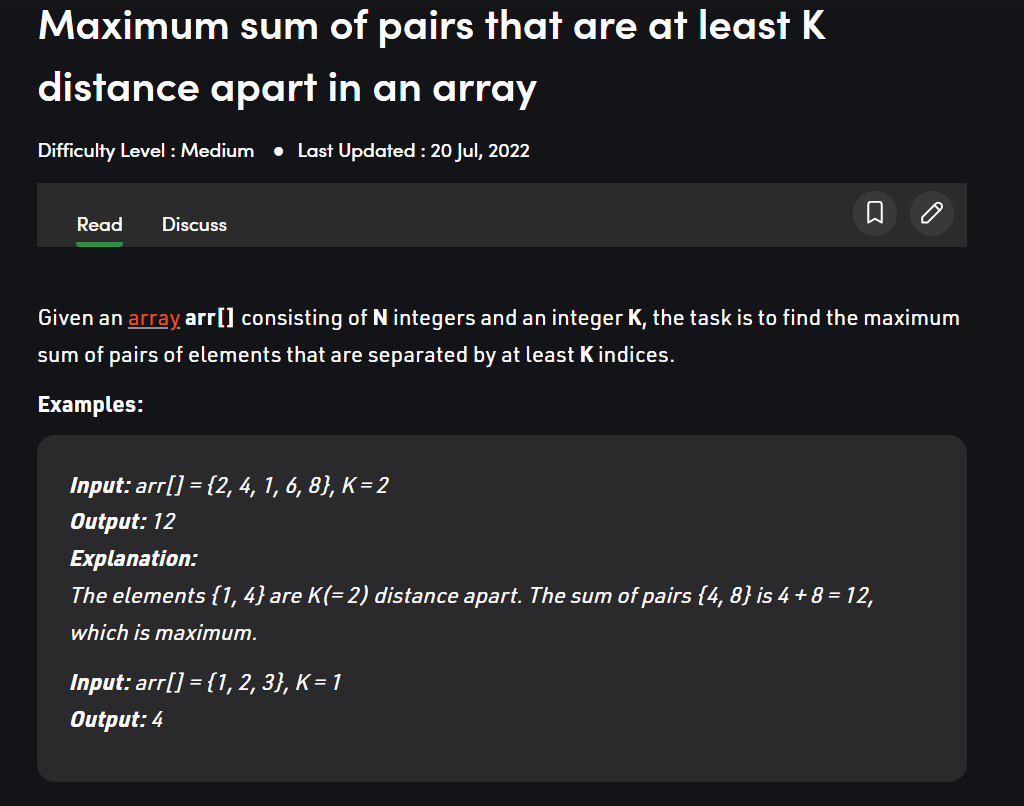 Maximum sum of pairs that are at least K
distance apart in an array
Difficulty Level : Medium ● Last Updated : 20 Jul, 2022
Read Discuss
Given an array arr[] consisting of N integers and an integer K, the task is to find the maximum
sum of pairs of elements that are separated by at least K indices.
Examples:
Input: arr[] = {2, 4, 1, 6, 8}, K = 2
Output: 12
Explanation:
The elements {1, 4} are K(= 2) distance apart. The sum of pairs {4, 8} is 4 + 8 = 12,
which is maximum.
Input: arr[] = {1, 2, 3}, K = 1
Output: 4